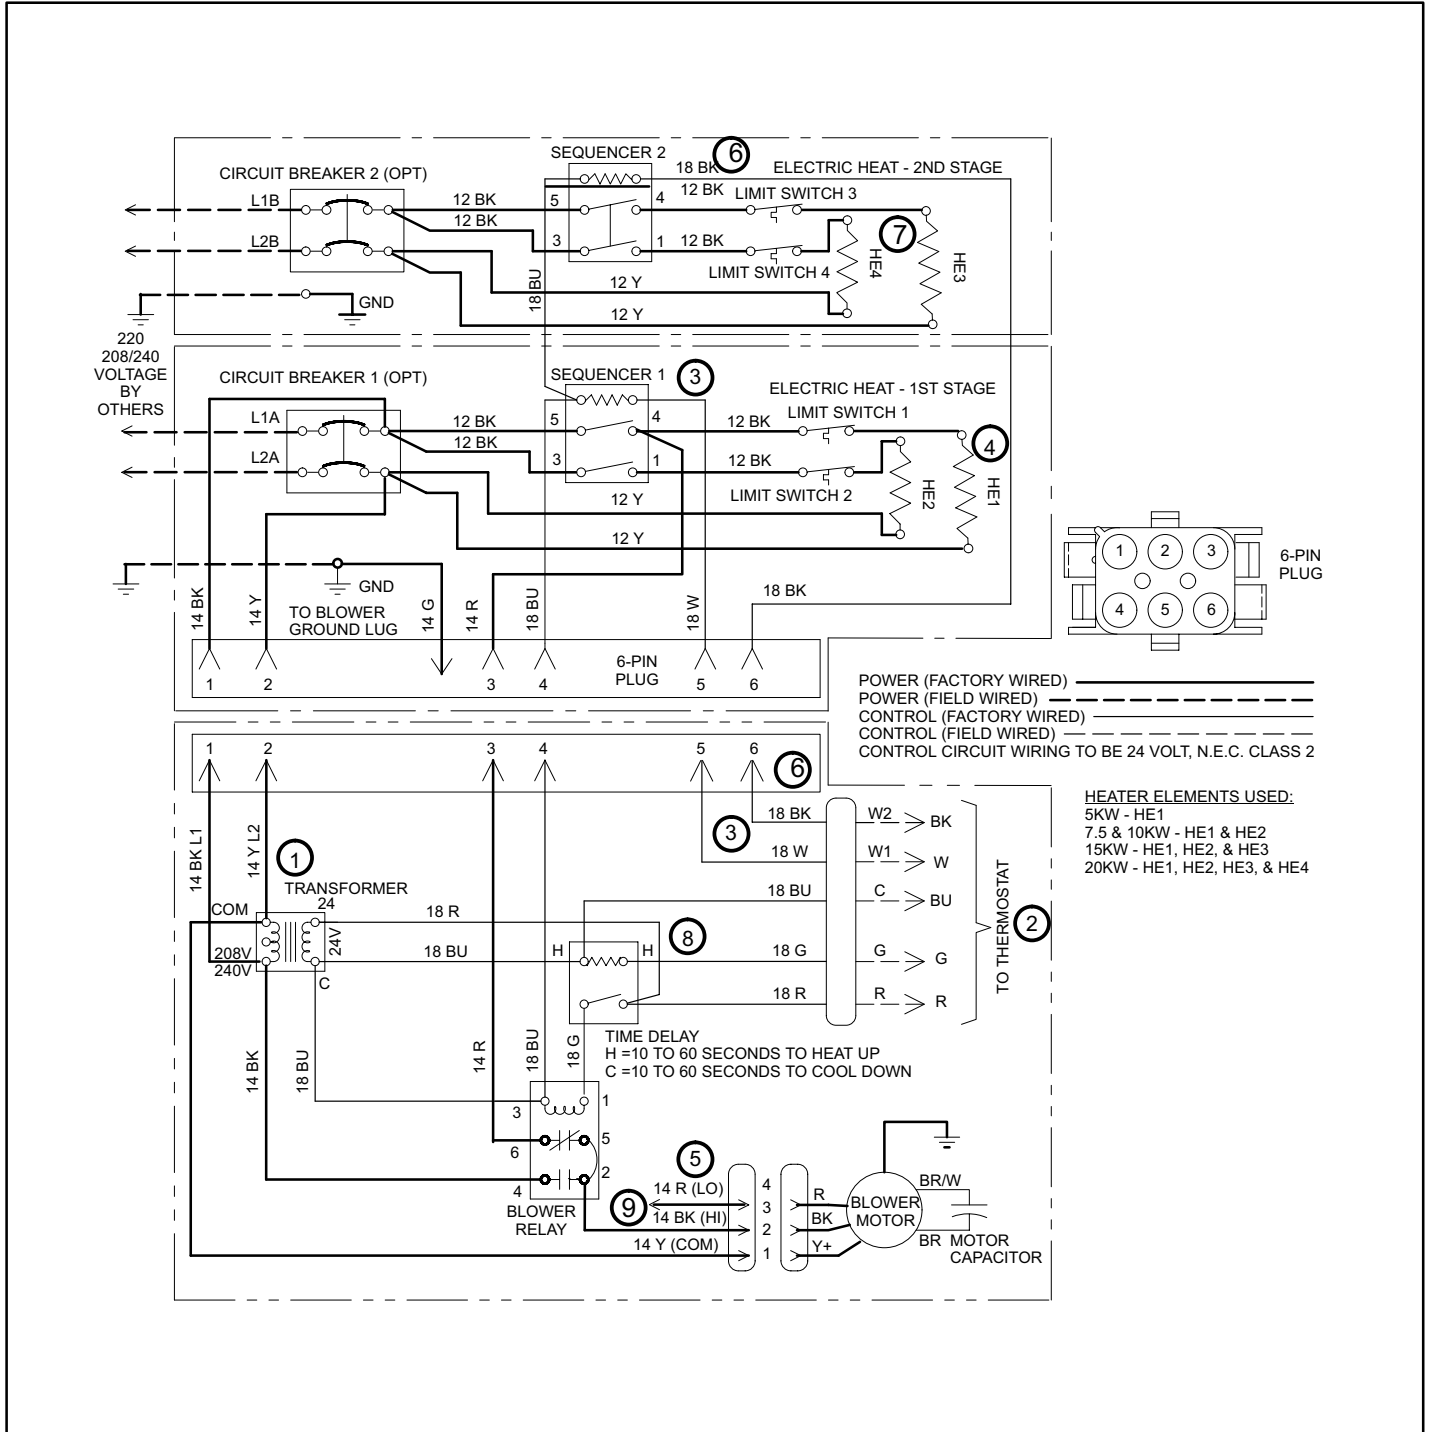 SEQUENCER 2
6
18 BK
ELECTRIC HEAT - 2ND STAGE
CIRCUIT BREAKER 2 (OPT)
L1B
12 BK
5
4
12 BK
LIMIT SWITCH 3
12 BK
7
L2B
3
1
12 BK
LIMIT SWITCH 4
HE4
HE3
18 BU
12 Y
GND
12 Y
220
208/240
VOLTAGE
BY
OTHERS
CIRCUIT BREAKER 1 (OPT)
SEQUENCER 1
3
ELECTRIC HEAT - 1ST STAGE
LIMIT SWITCH 1
L1A
12 BK
5
4
12 BK
12 BK
4
L2A
3
1
12 BK
LIMIT SWITCH 2
HE2
HE1
12 Y
12 Y
GND
TO BLOWER
GROUND LUG
14 BK
14 Y
14 G
14 R
18 BU
18 W
18 BK
6-PIN
PLUG
1
2
3
4
5
6
1
2
3
4
5
6
6-PIN
PLUG
POWER (FACTORY WIRED)
POWER (FIELD WIRED)
CONTROL (FACTORY WIRED)
CONTROL (FIELD WIRED)
CONTROL CIRCUIT WIRING TO BE 24 VOLT, N.E.C. CLASS 2
HEATER ELEMENTS USED:
5KW - HE1
7.5 & 10KW - HE1 & HE2
15KW - HE1, HE2, & HE3
20KW - HE1, HE2, HE3, & HE4
1
2
3
4
5
6
6
14 BK L1
14 Y L2
1
3
18 BK
W2
BK
18 W
W1
W
18 BU
C
BU
18 G
G
G
18 R
R
R
TO THERMOSTAT
2
TRANSFORMER
COM
24
208V
240V
24V
C
18 R
18 BU
H
H
8
TIME DELAY
H =10 TO 60 SECONDS TO HEAT UP
C =10 TO 60 SECONDS TO COOL DOWN
14 BK
18 BU
14 R
18 BU
18 G
3
1
6
5
4
2
BLOWER
RELAY
5
9
14 R (LO)
14 BK (HI)
14 Y (COM)
4
3
2
1
R
BK
Y+
BLOWER
MOTOR
BR/W
BR
MOTOR
CAPACITOR